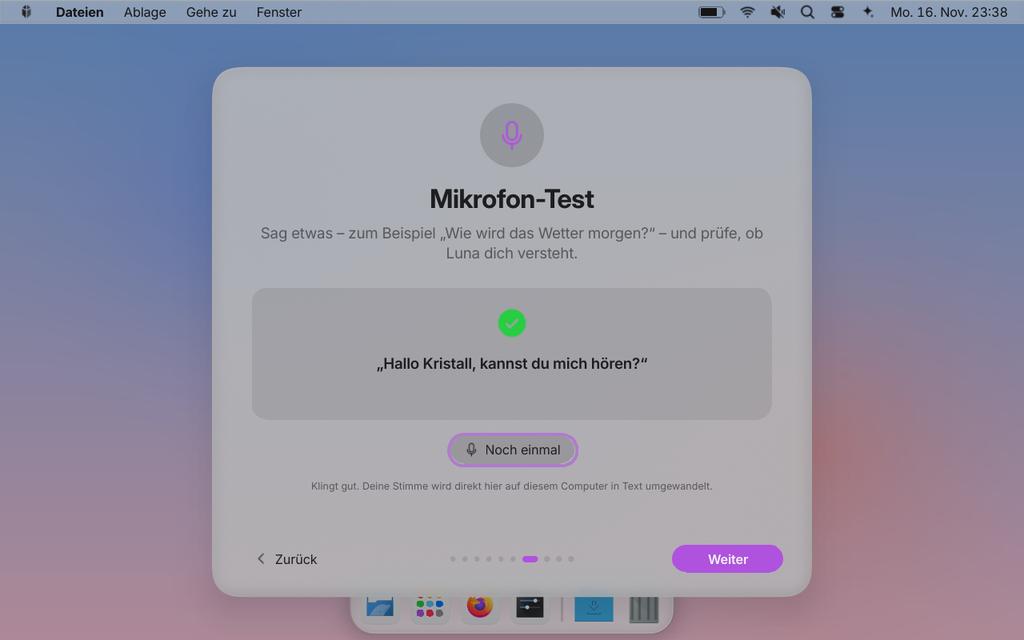 Dateien Ablage Gehe zu Fenster Mo. 16. Nov. 23:38
Mikrofon-Test
Sag etwas – zum Beispiel „Wie wird das Wetter morgen?“ – und prüfe, ob
Luna dich versteht.
„Hallo Kristall, kannst du mich hören?“
Noch einmal
Klingt gut. Deine Stimme wird direkt hier auf diesem Computer in Text umgewandelt.
Zurück
Weiter